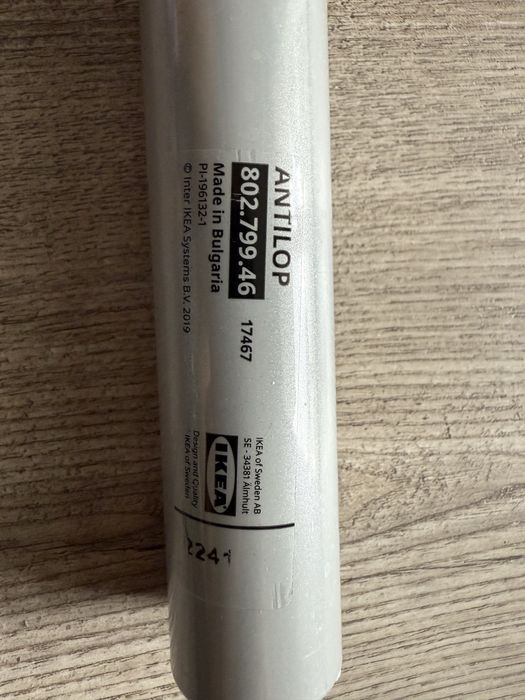 ANTILOP
802.799.46 17467
Made in Bulgaria
PI-196132-1
© Inter IKEA Systems B.V. 2019
IKEA of Sweden AB
SE - 34381 Älmhult
IKEA
Design and Quality
IKEA of Sweden
2241